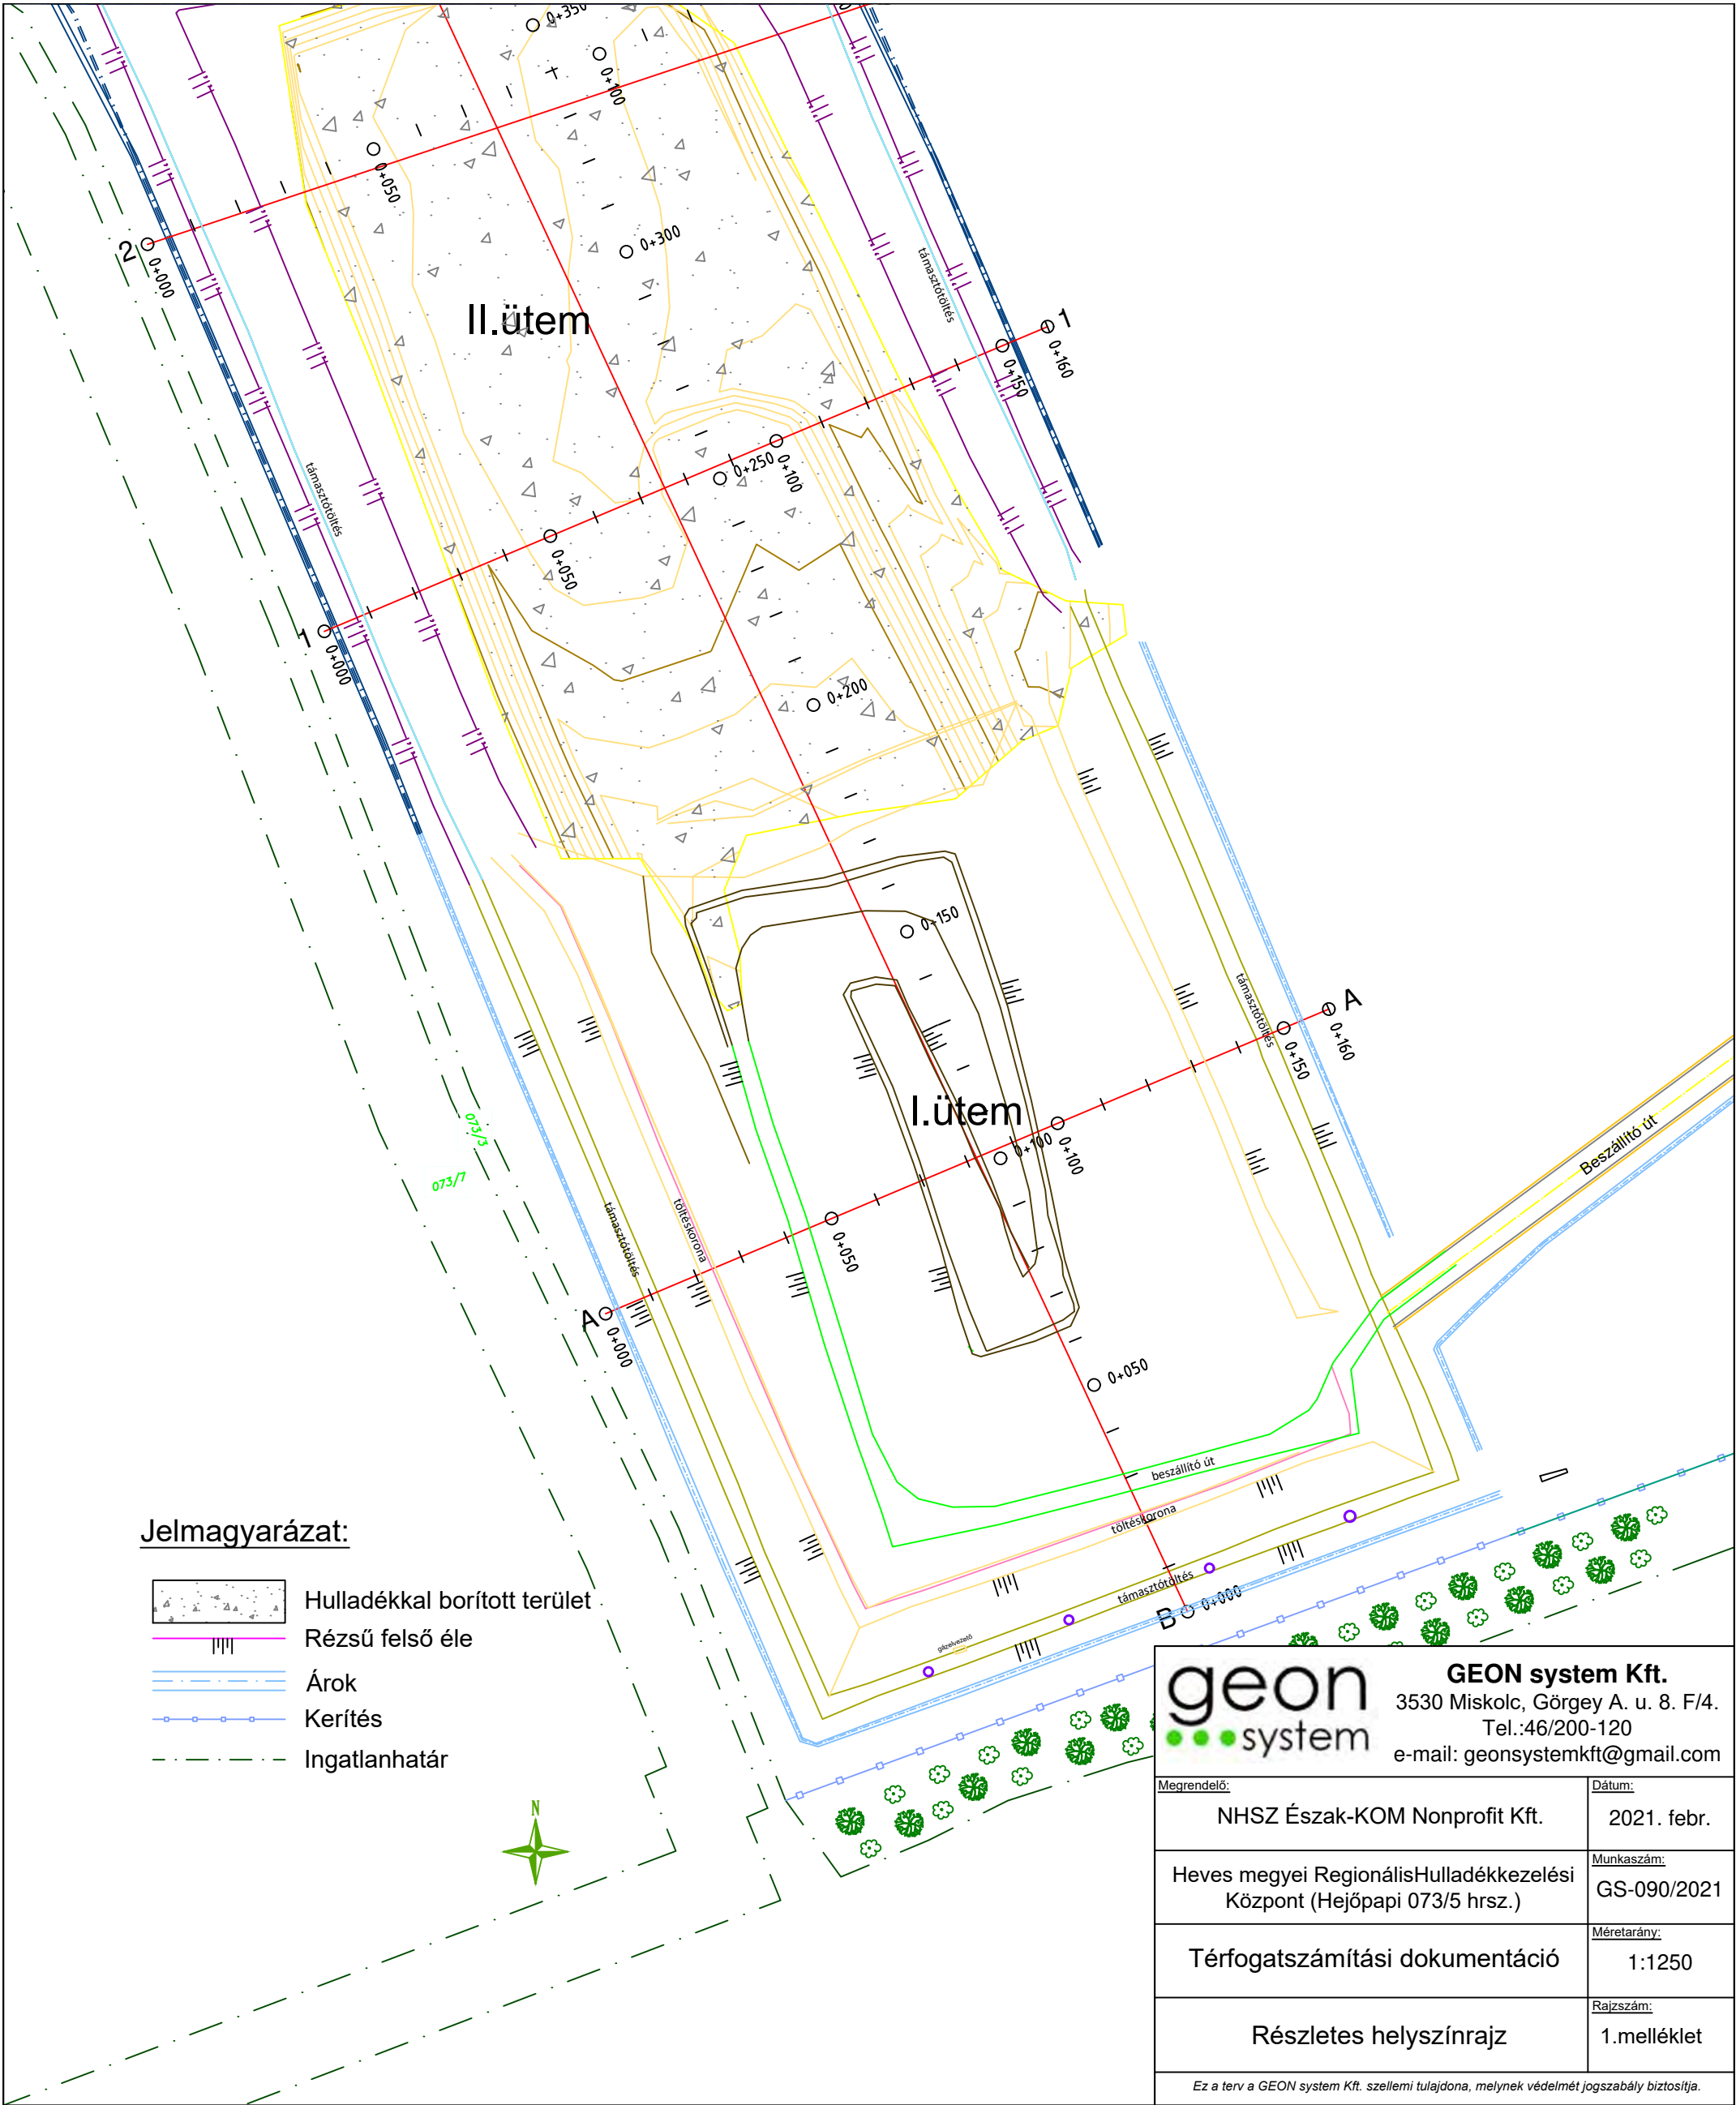 0+350
0+100
0+050
2
0+000
0+300
támasztótöltés
II.ütem
1
0+160
0+150
0+250
0+100
támasztótöltés
0+050
1
0+000
0+200
0+150
A
0+160
támasztótöltés
0+150
I.ütem
073/3
073/7
0+100
0+100
Beszállító út
támasztótöltés
töltéskorona
0+050
A
0+000
0+050
beszállító út
töltéskorona
támasztótöltés
B
0+000
gázelvezető
Jelmagyarázat:
Hulladékkal borított terület
Rézsű felső éle
Árok
Kerítés
Ingatlanhatár
N
geon
system
GEON system Kft.
3530 Miskolc, Görgey A. u. 8. F/4.
Tel.:46/200-120
e-mail: geonsystemkft@gmail.com
Megrendelő:
NHSZ Észak-KOM Nonprofit Kft.
Dátum:
2021. febr.
Heves megyei RegionálisHulladékkezelési
Központ (Hejőpapi 073/5 hrsz.)
Munkaszám:
GS-090/2021
Térfogatszámítási dokumentáció
Méretarány:
1:1250
Részletes helyszínrajz
Rajzszám:
1.melléklet
Ez a terv a GEON system Kft. szellemi tulajdona, melynek védelmét jogszabály biztosítja.